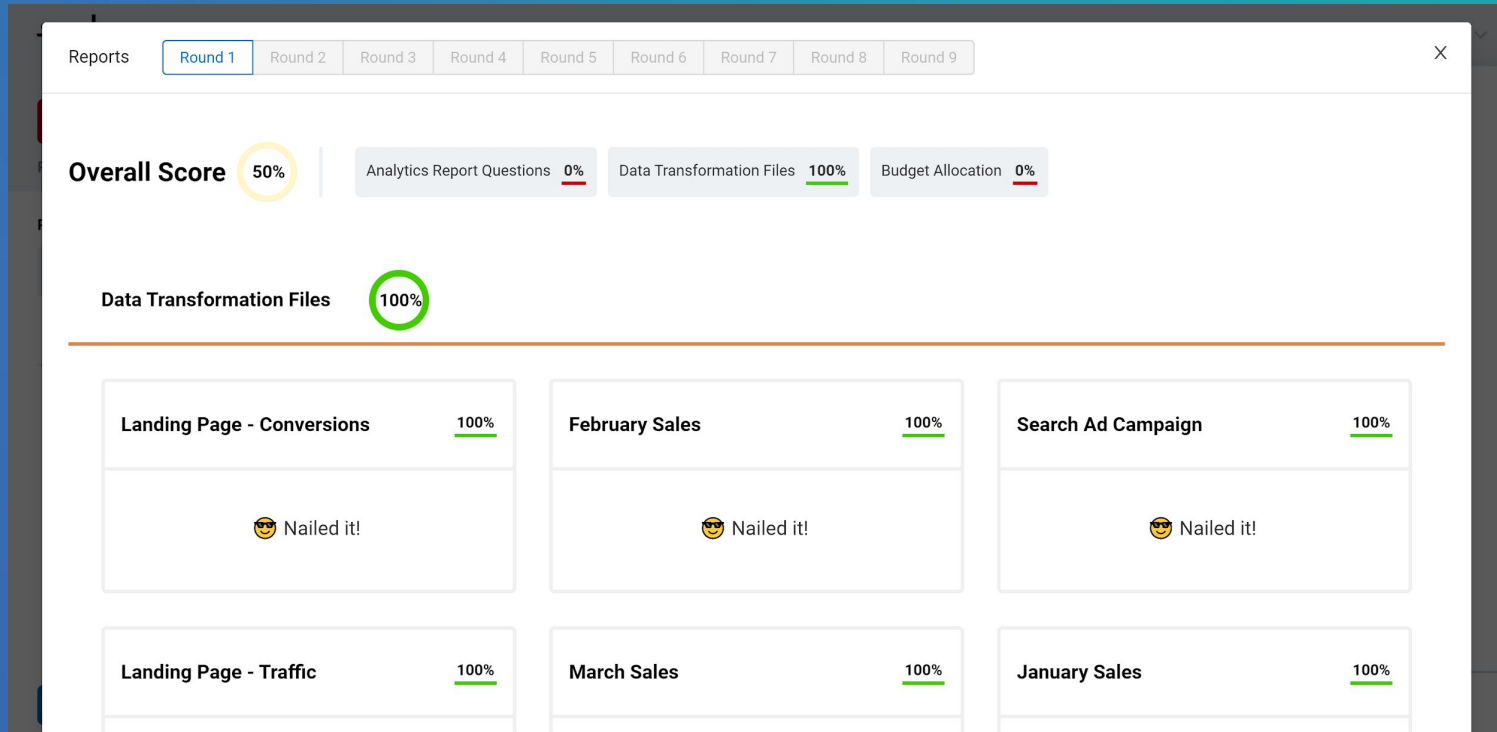 Reports Round 1 Round 2 Round 3 Round 4 Round 5 Round 6 Round 7 Round 8 Round 9 X
Overall Score 50% Analytics Report Questions 0% Data Transformation Files 100% Budget Allocation 0%
Data Transformation Files 100%
Landing Page - Conversions 100% February Sales 100% Search Ad Campaign 100%
😎 Nailed it! 😎 Nailed it! 😎 Nailed it!
Landing Page - Traffic 100% March Sales 100% January Sales 100%